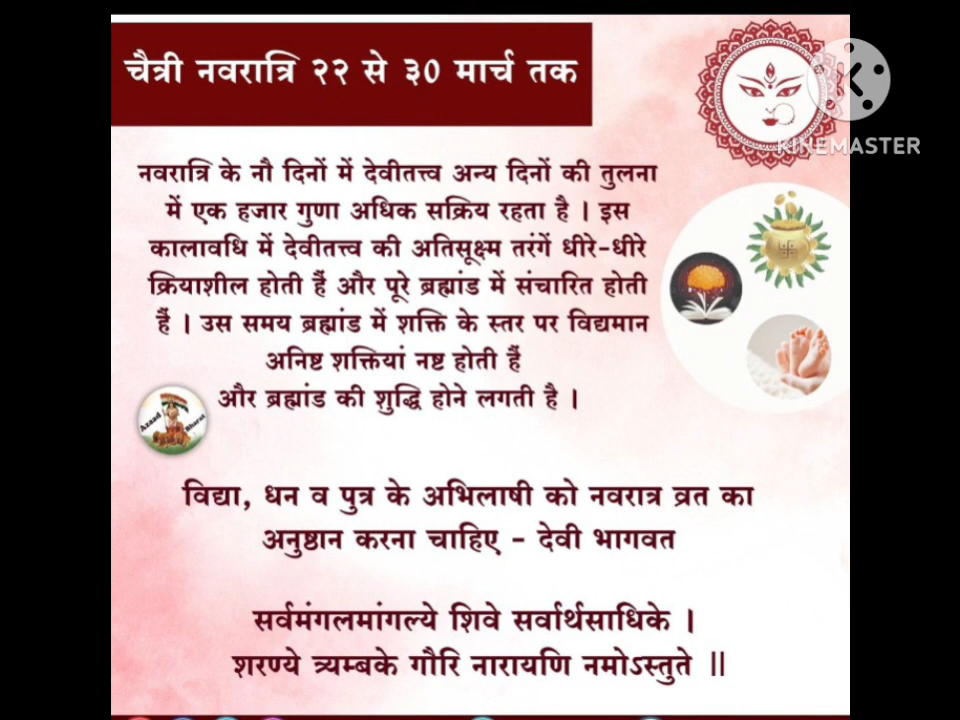 चैत्री नवरात्रि २२ से ३० मार्च तक
KINEMASTER
नवरात्रि के नौ दिनों में देवीतत्त्व अन्य दिनों की तुलना
में एक हजार गुणा अधिक सक्रिय रहता है । इस
कालावधि में देवीतत्त्व की अतिसूक्ष्म तरंगें धीरे-धीरे
क्रियाशील होती हैं और पूरे ब्रह्मांड में संचारित होती
हैं । उस समय ब्रह्मांड में शक्ति के स्तर पर विद्यमान
अनिष्ट शक्तियां नष्ट होती हैं
और ब्रह्मांड की शुद्धि होने लगती है ।
Azaad Bharat
विद्या, धन व पुत्र के अभिलाषी को नवरात्र व्रत का
अनुष्ठान करना चाहिए - देवी भागवत
सर्वमंगलमांगल्ये शिवे सर्वार्थसाधिके ।
शरण्ये त्र्यम्बके गौरि नारायणि नमोऽस्तुते ॥